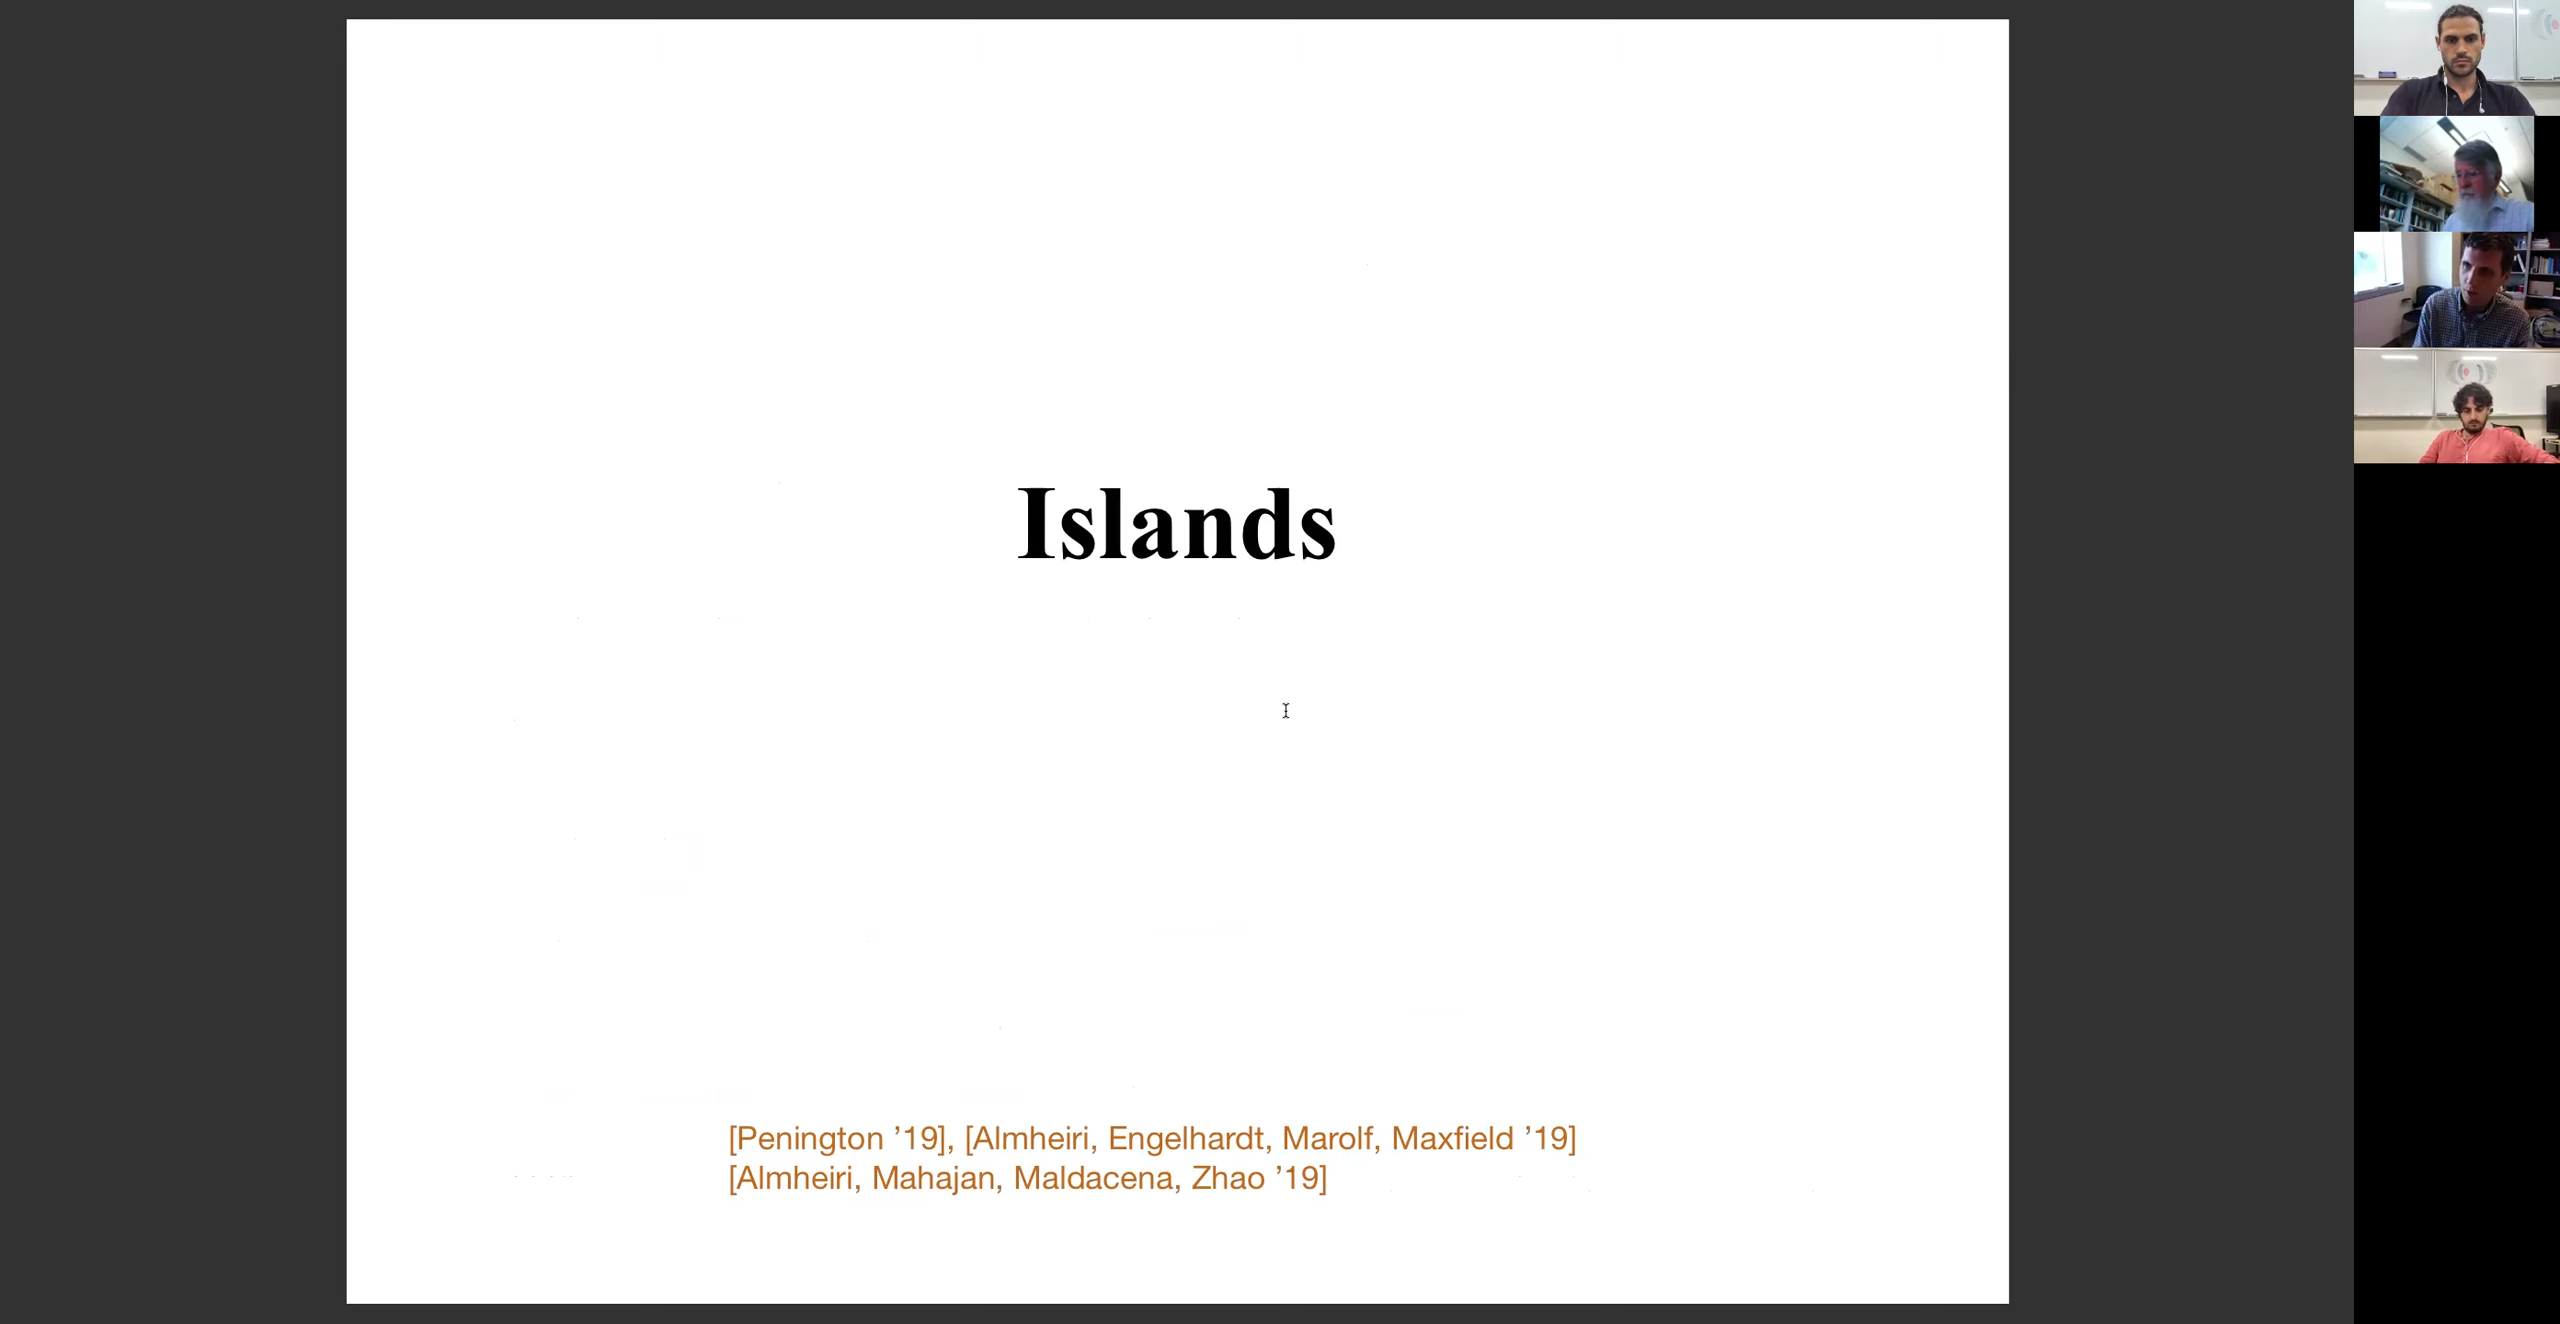 Islands
[Penington ’19], [Almheiri, Engelhardt, Marolf, Maxfield ’19]
[Almheiri, Mahajan, Maldacena, Zhao ’19]